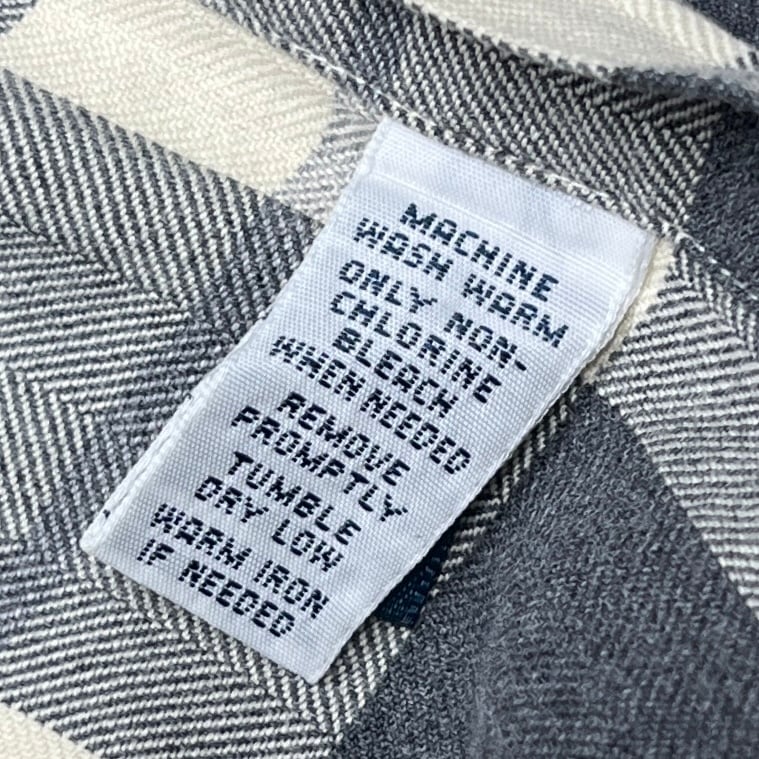 MACHINE
WASH WARM
ONLY NON-
CHLORINE
BLEACH
WHEN NEEDED
REMOVE
PROMPTLY
TUMBLE
DRY LOW
WARM IRON
IF NEEDED